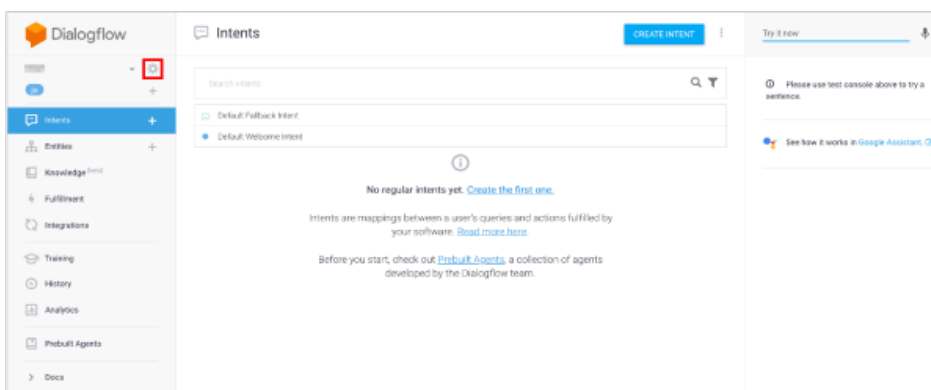 Dialogflow
Intents
CREATE INTENT
Try it now
Search intents
Please use test console above to try a
sentence.
Intents
Default Fallback Intent
Default Welcome Intent
See how it works in Google Assistant.
Entities
Knowledge [beta]
No regular intents yet. Create the first one.
Fulfillment
Intents are mappings between a user's queries and actions fulfilled by
your software. Read more here.
Integrations
Before you start, check out Prebuilt Agents, a collection of agents
developed by the Dialogflow team.
Training
History
Analytics
Prebuilt Agents
Docs